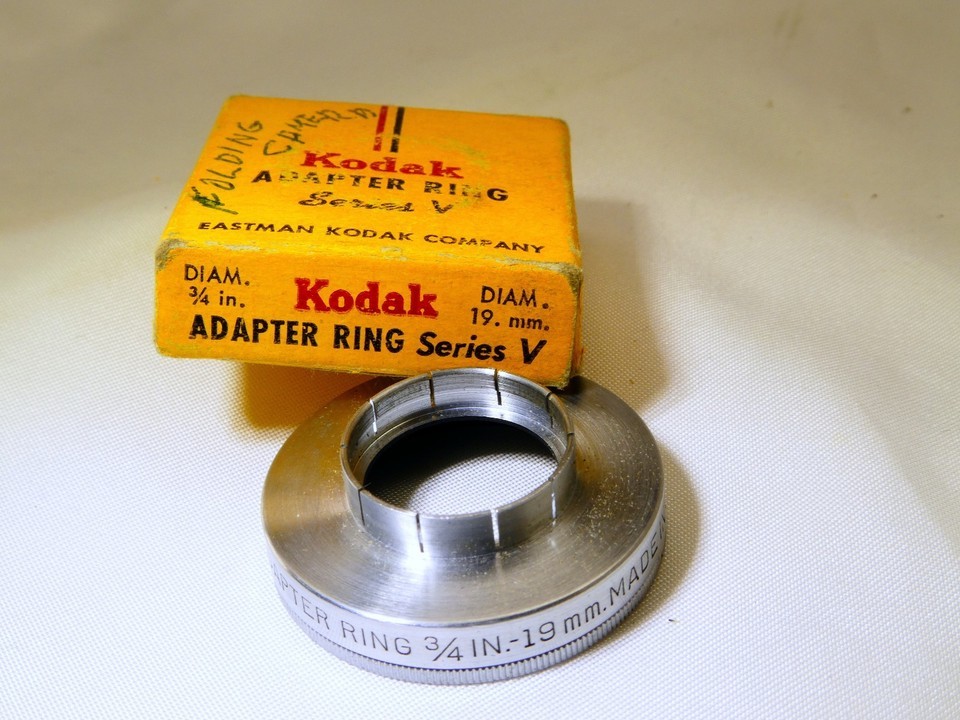 FOLDING
CAMERA
Kodak
ADAPTER RING
Series V
EASTMAN KODAK COMPANY
DIAM.
3/4 in.
Kodak
DIAM.
19. mm.
ADAPTER RING Series V
ADAPTER RING 3/4 IN.-19 mm. MADE